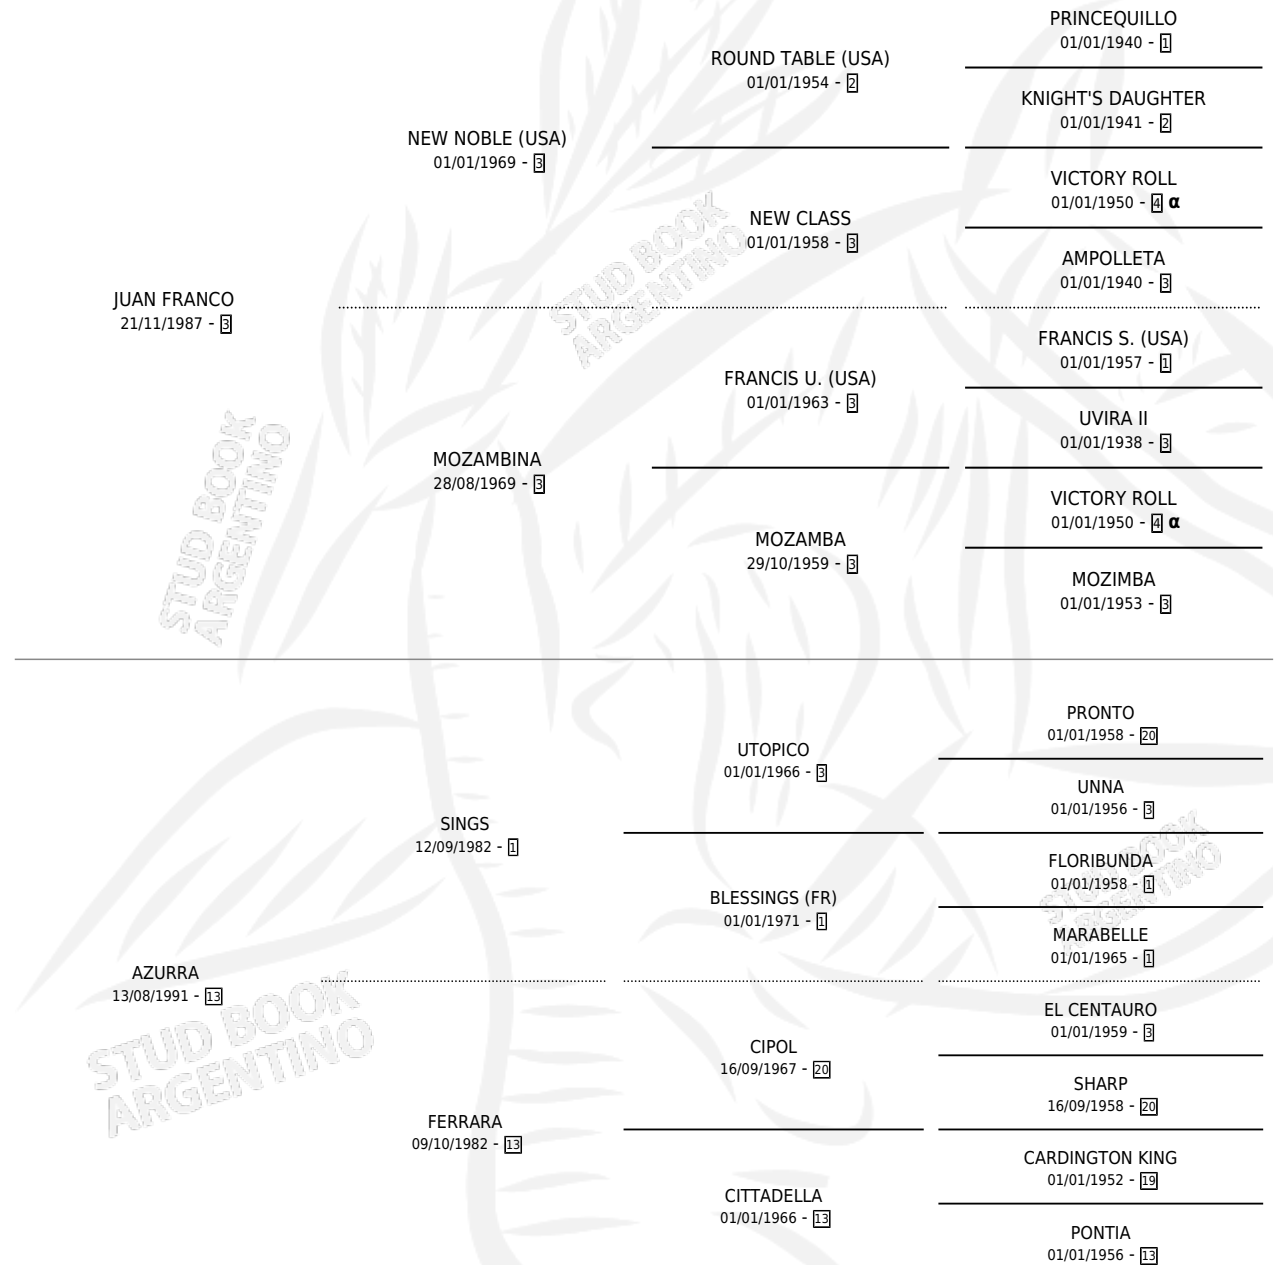 PRINCEQUILLO
01/01/1940 - 1
ROUND TABLE (USA)
01/01/1954 - 2
KNIGHT'S DAUGHTER
01/01/1941 - 2
NEW NOBLE (USA)
01/01/1969 - 3
VICTORY ROLL
01/01/1950 - 4 α
NEW CLASS
01/01/1958 - 3
AMPOLLETA
01/01/1940 - 3
STUD BOOK
ARGENTINO
JUAN FRANCO
21/11/1987 - 3
FRANCIS S. (USA)
01/01/1957 - 1
FRANCIS U. (USA)
01/01/1963 - 3
UVIRA II
01/01/1938 - 3
MOZAMBINA
28/08/1969 - 3
VICTORY ROLL
01/01/1950 - 4 α
MOZAMBA
29/10/1959 - 3
MOZIMBA
01/01/1953 - 3
STUD BOOK
ARGENTINO
PRONTO
01/01/1958 - 20
UTOPICO
01/01/1966 - 3
UNNA
01/01/1956 - 3
SINGS
12/09/1982 - 1
FLORIBUNDA
01/01/1958 - 1
BLESSINGS (FR)
01/01/1971 - 1
MARABELLE
01/01/1965 - 1
STUD BOOK
ARGENTINO
AZURRA
13/08/1991 - 13
EL CENTAURO
01/01/1959 - 3
CIPOL
16/09/1967 - 20
SHARP
16/09/1958 - 20
STUD BOOK
ARGENTINO
FERRARA
09/10/1982 - 13
CARDINGTON KING
01/01/1952 - 19
CITTADELLA
01/01/1966 - 13
PONTIA
01/01/1956 - 13